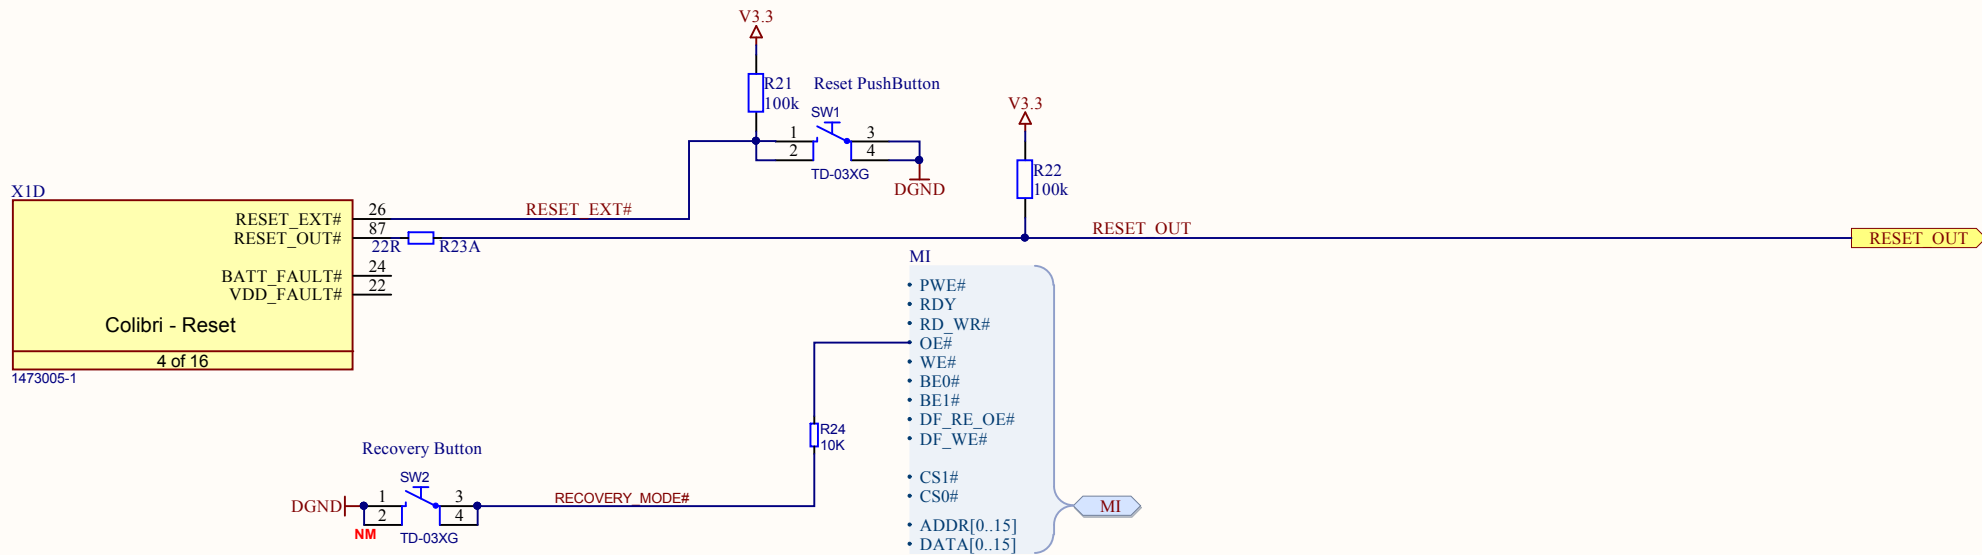 V3.3
R21
100k
Reset PushButton
SW1
1
2
3
4
TD-03XG
DGND
V3.3
R22
100k
X1D
RESET_EXT#
26
RESET_EXT#
RESET_OUT#
87
22R
R23A
RESET_OUT
RESET_OUT
BATT_FAULT#
24
VDD_FAULT#
22
Colibri - Reset
4 of 16
1473005-1
MI
PWE#
RDY
RD_WR#
OE#
WE#
BE0#
BE1#
DF_RE_OE#
DF_WE#
CS1#
CS0#
ADDR[0..15]
DATA[0..15]
MI
R24
10K
Recovery Button
SW2
DGND
1
2
3
4
NM
TD-03XG
RECOVERY_MODE#